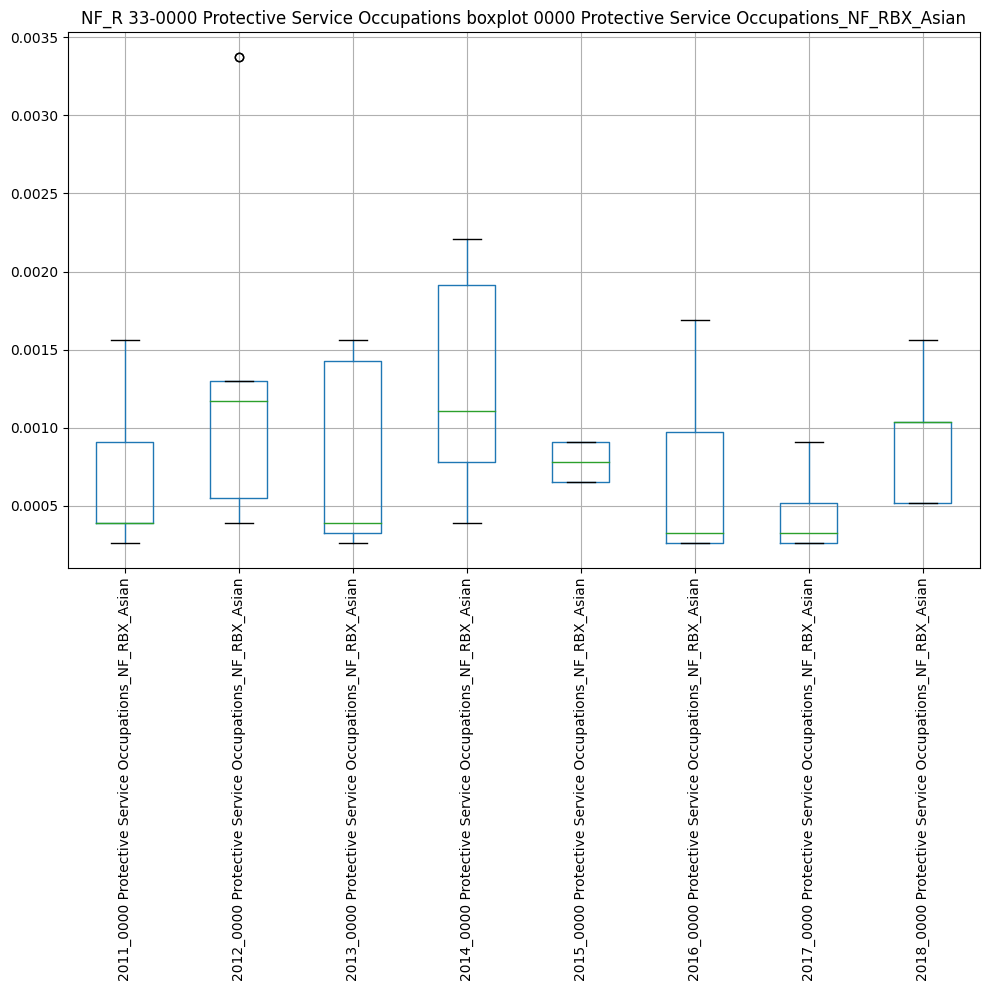 NF_R 33-0000 Protective Service Occupations boxplot 0000 Protective Service Occupations_NF_RBX_Asian
0.0035
0.0030
0.0025
0.0020
0.0015
0.0010
0.0005
2011_0000 Protective Service Occupations_NF_RBX_Asian
2012_0000 Protective Service Occupations_NF_RBX_Asian
2013_0000 Protective Service Occupations_NF_RBX_Asian
2014_0000 Protective Service Occupations_NF_RBX_Asian
2015_0000 Protective Service Occupations_NF_RBX_Asian
2016_0000 Protective Service Occupations_NF_RBX_Asian
2017_0000 Protective Service Occupations_NF_RBX_Asian
2018_0000 Protective Service Occupations_NF_RBX_Asian